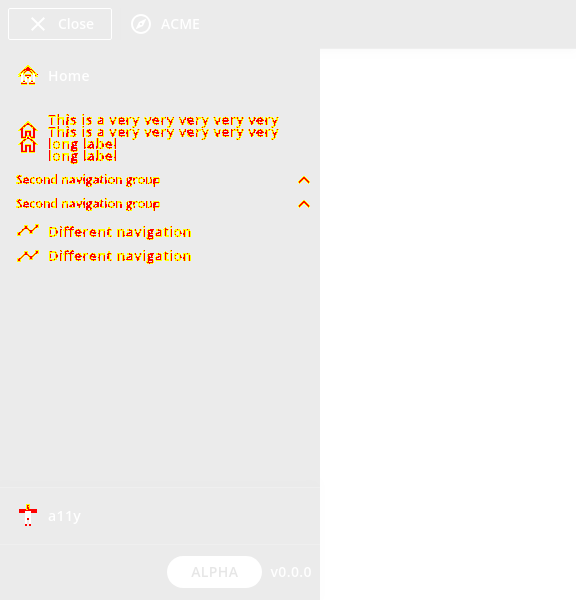 Close
ACME
Home
This is a very very very very very
This is a very very very very very
long label
long label
Second navigation group
Second navigation group
Different navigation
Different navigation
a11y
ALPHA
v0.0.0